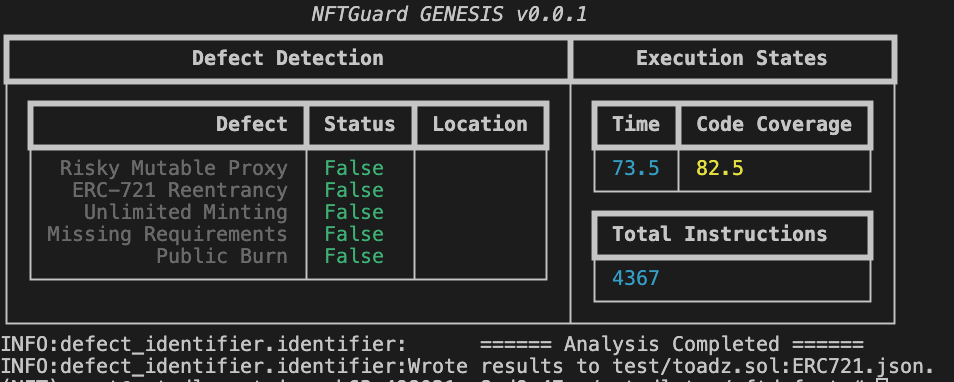 NFTGuard GENESIS v0.0.1
Defect Detection Execution States
Defect Status Location
Risky Mutable Proxy False
ERC-721 Reentrancy False
Unlimited Minting False
Missing Requirements False
Public Burn False
Time Code Coverage
73.5 82.5
Total Instructions
4367
INFO:defect_identifier.identifier: ====== Analysis Completed ======
INFO:defect_identifier.identifier:Wrote results to test/toadz.sol:ERC721.json.